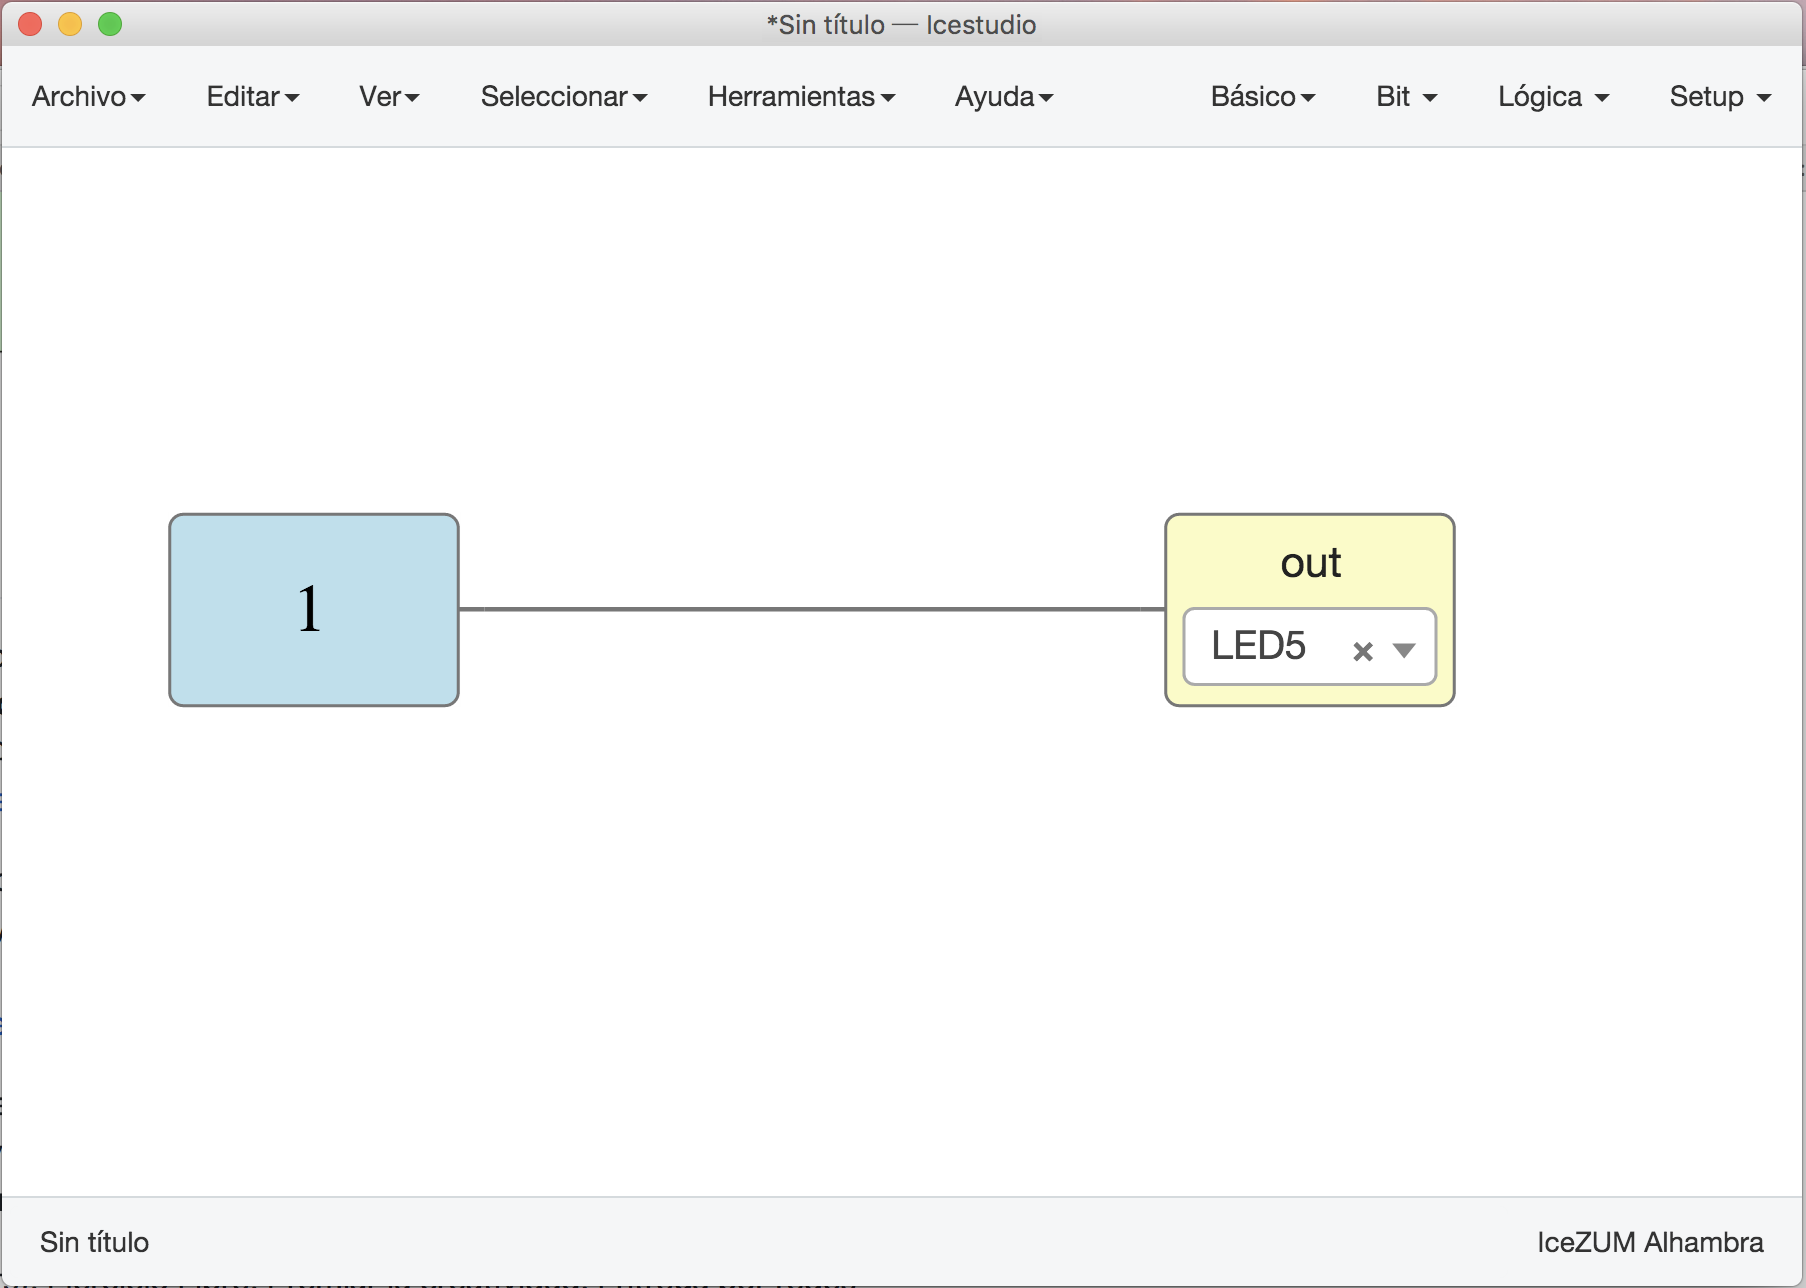 *Sin título — Icestudio
Archivo Editar Ver Seleccionar Herramientas Ayuda Básico Bit Lógica Setup
1
out
LED5
Sin título
IceZUM Alhambra